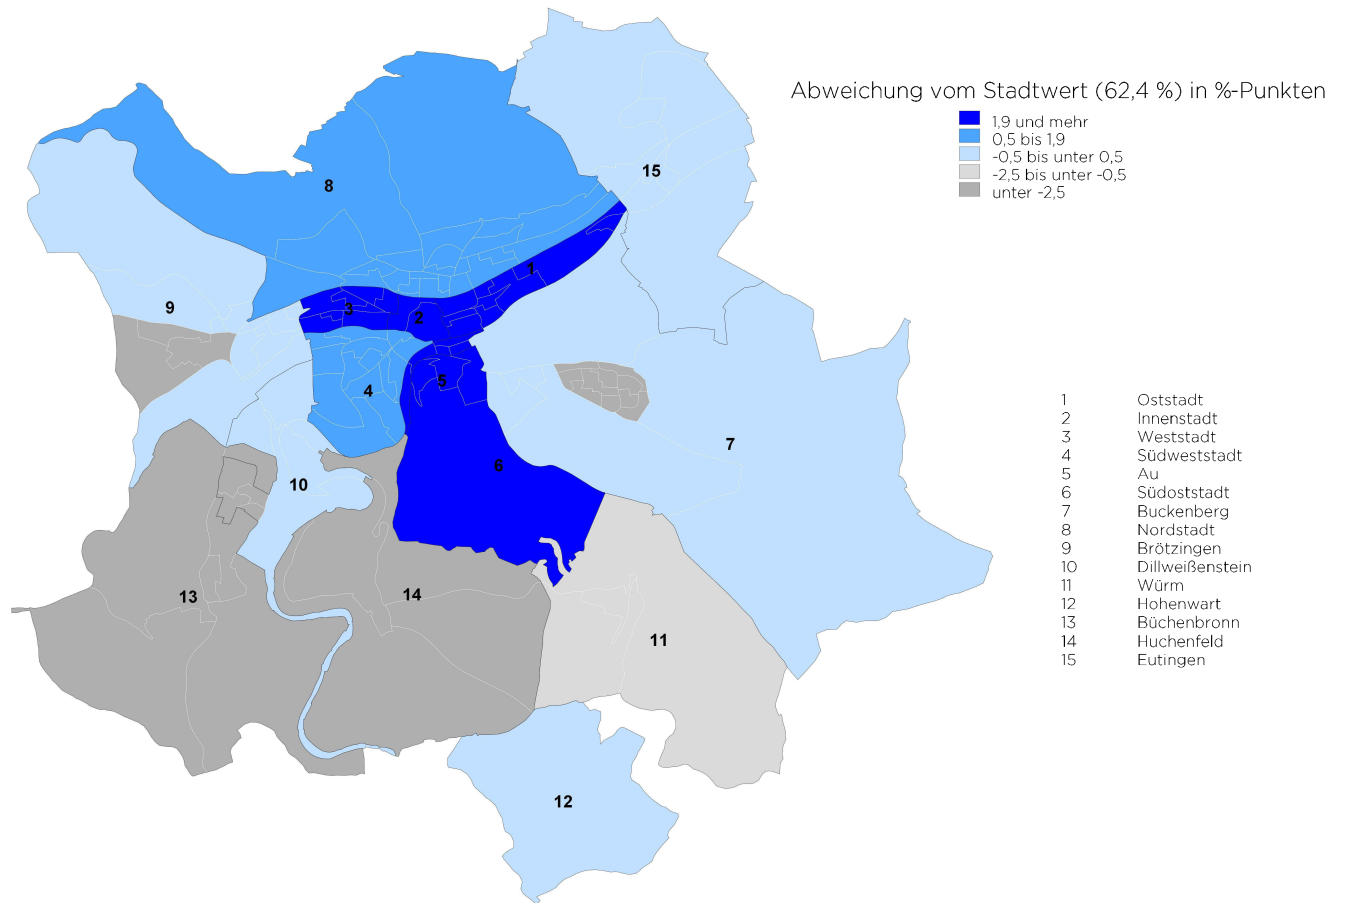 Abweichung vom Stadtwert (62,4 %) in %-Punkten
1,9 und mehr
0,5 bis 1,9
-0,5 bis unter 0,5
-2,5 bis unter -0,5
unter -2,5
15
8
1
9
3
2
5
4
7
6
10
13
14
11
12
1 Oststadt
2 Innenstadt
3 Weststadt
4 Südweststadt
5 Au
6 Südoststadt
7 Buckenberg
8 Nordstadt
9 Brötzingen
10 Dillweißenstein
11 Würm
12 Hohenwart
13 Büchenbronn
14 Huchenfeld
15 Eutingen